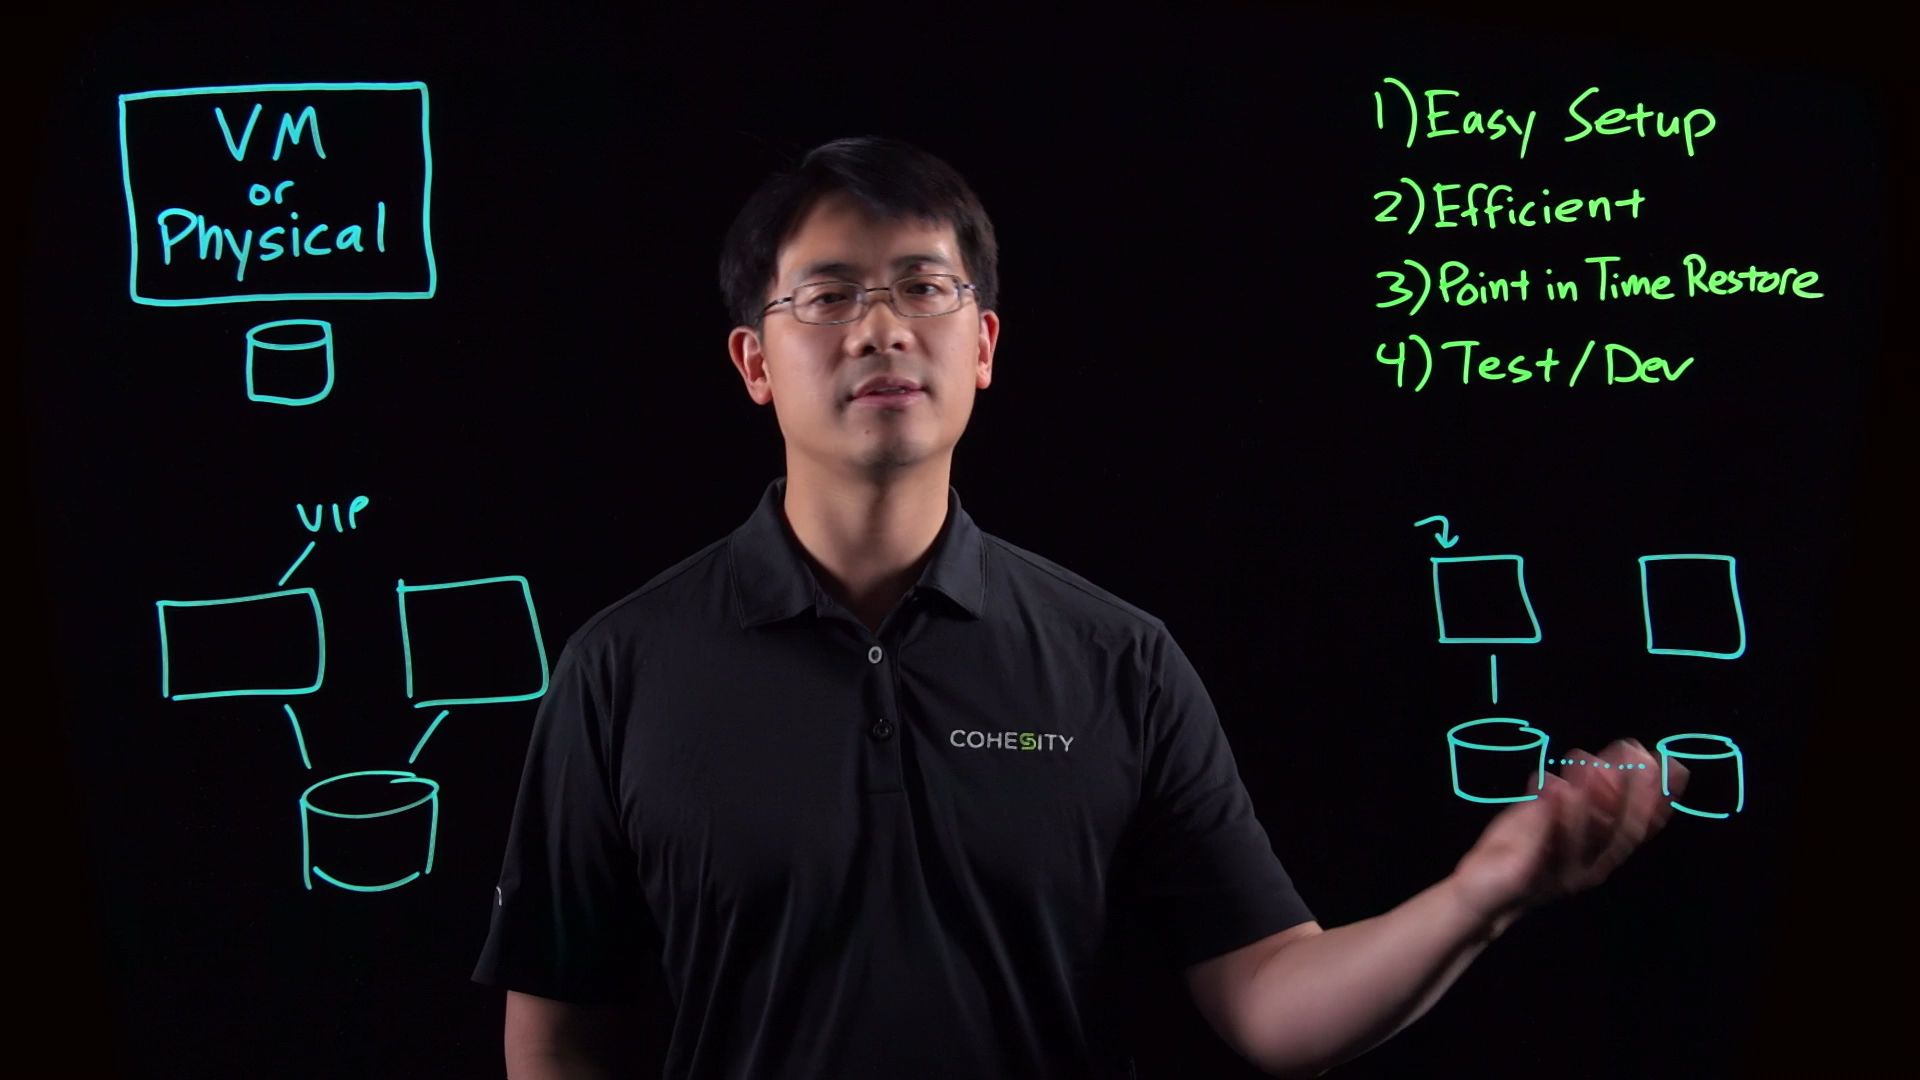 VM
or
Physical
VIP
1) Easy Setup
2) Efficient
3) Point in Time Restore
4) Test/Dev
COHESITY